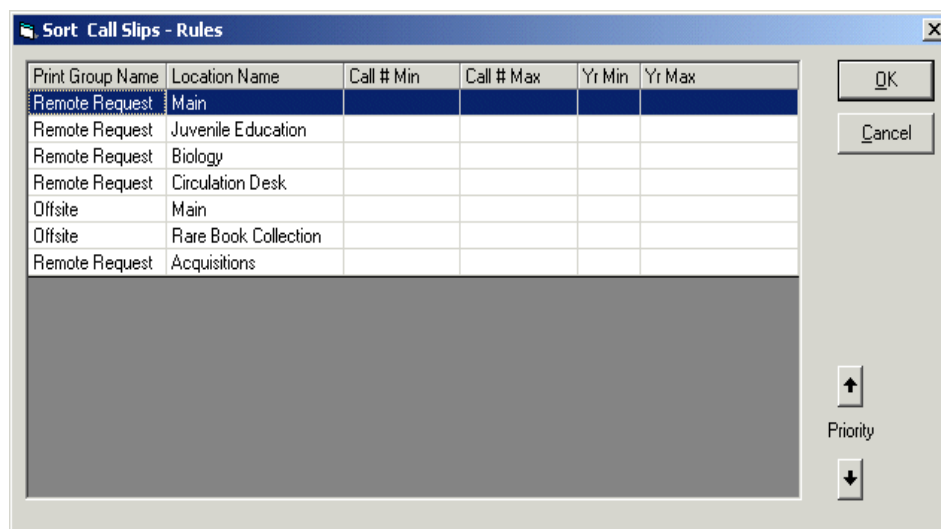 Sort Call Slips - Rules
Print Group Name Location Name Call # Min Call # Max Yr Min Yr Max
Remote Request Main
Remote Request Juvenile Education
Remote Request Biology
Remote Request Circulation Desk
Offsite Main
Offsite Rare Book Collection
Remote Request Acquisitions
OK
Cancel
Priority